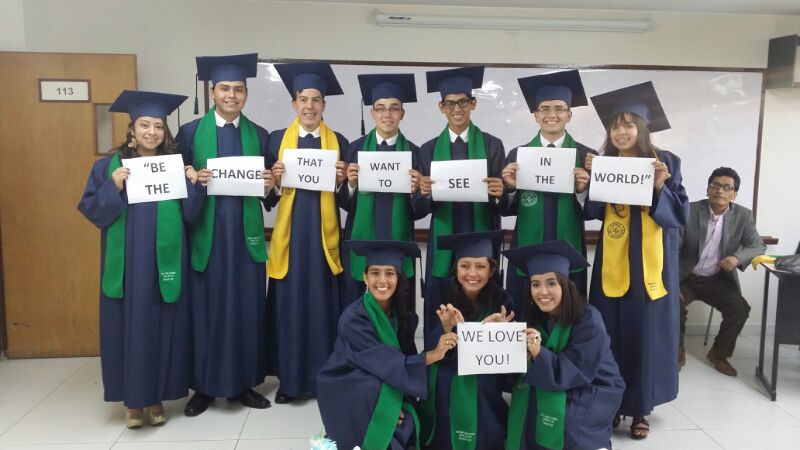 113
"BE
THE
CHANGE
THAT
YOU
WANT
TO
SEE
IN
THE
WORLD!"
WE LOVE
YOU!